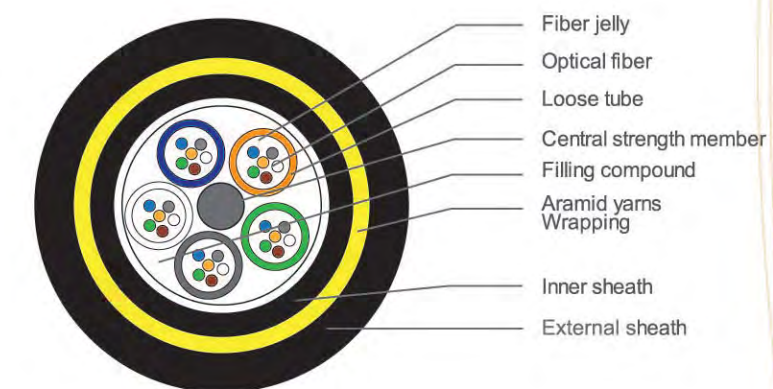 Fiber jelly
Optical fiber
Loose tube
Central strength member
Filling compound
Aramid yarns
Wrapping
Inner sheath
External sheath